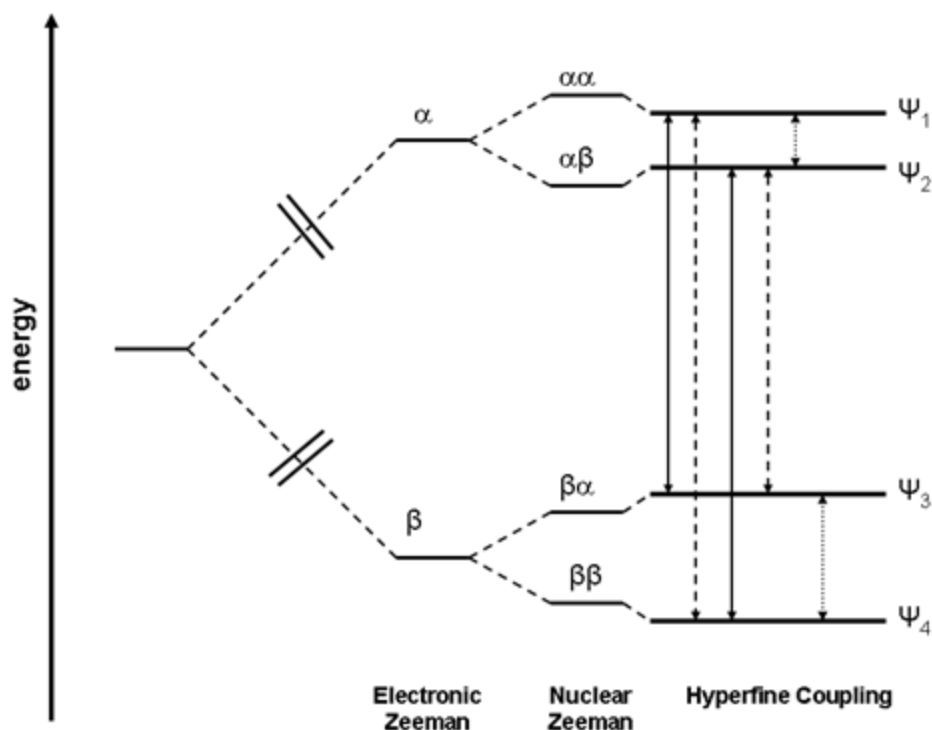 αα
Ψ1
α
αβ
Ψ2
energy
βα
Ψ3
β
ββ
Ψ4
Electronic
Zeeman
Nuclear
Zeeman
Hyperfine Coupling